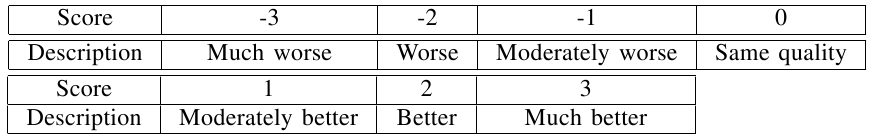 Score -3 -2 -1 0
Description Much worse Worse Moderately worse Same quality
Score 1 2 3
Description Moderately better Better Much better